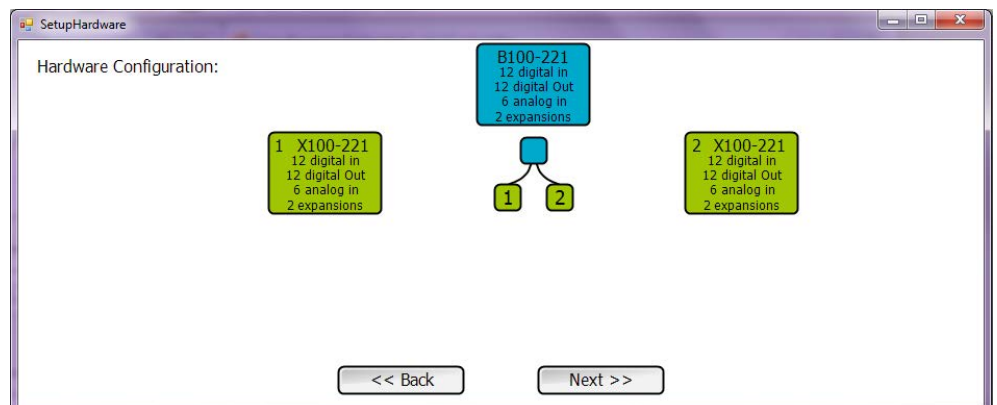 SetupHardware
Hardware Configuration:
B100-221
12 digital in
12 digital Out
6 analog in
2 expansions
1 X100-221
12 digital in
12 digital Out
6 analog in
2 expansions
1 2
2 X100-221
12 digital in
12 digital Out
6 analog in
2 expansions
<< Back
Next >>